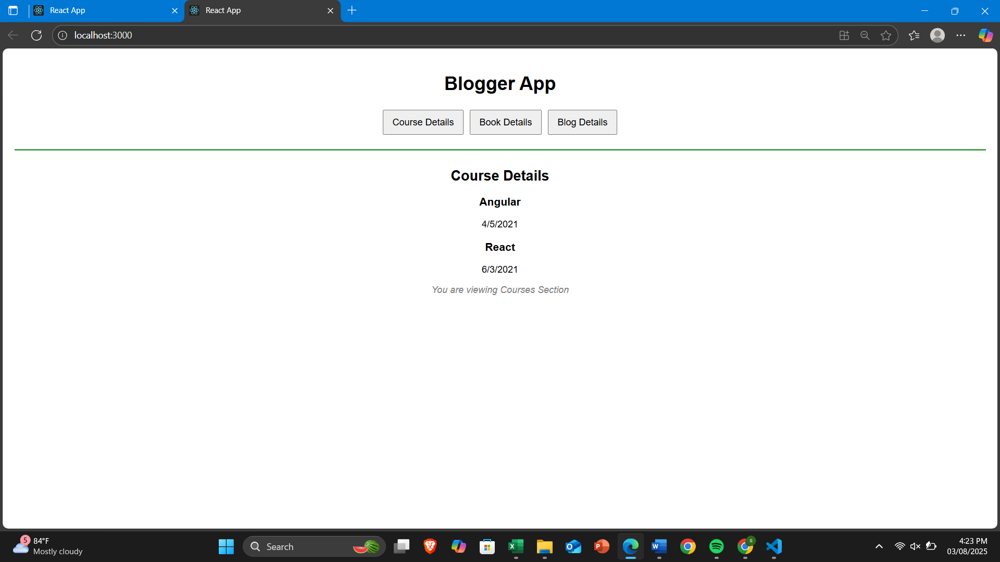 React App
React App
localhost:3000
Blogger App
Course Details
Book Details
Blog Details
Course Details
Angular
4/5/2021
React
6/3/2021
You are viewing Courses Section
5
84°F
Mostly cloudy
Search
4:23 PM
03/08/2025